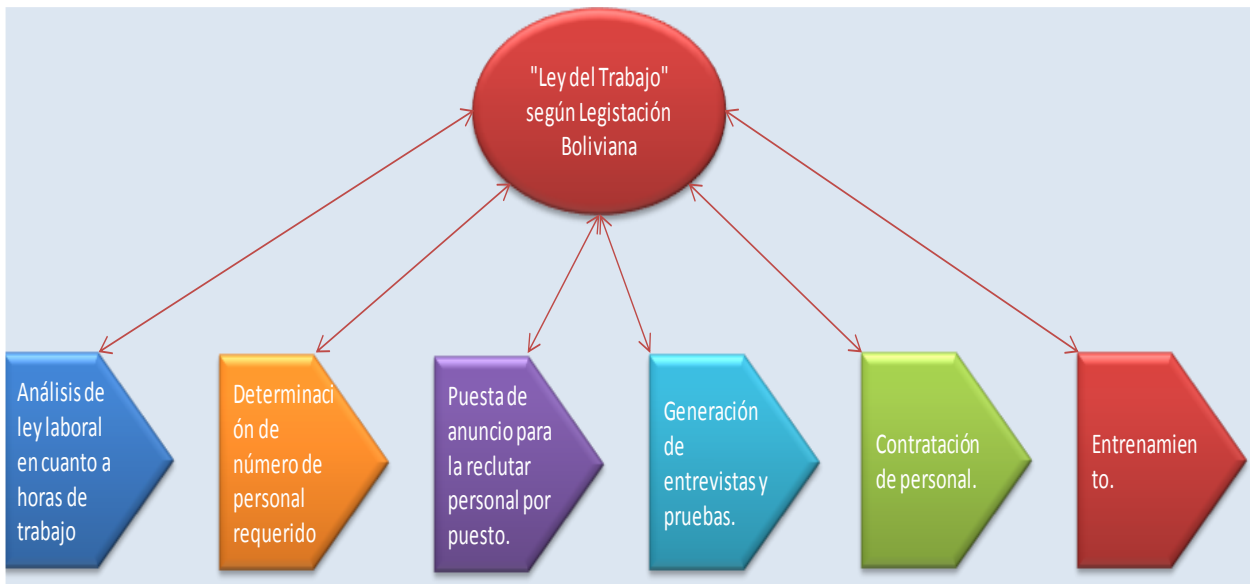 "Ley del Trabajo"
según Legistación
Boliviana
Análisis de
ley laboral
en cuanto a
horas de
trabajo
Determinaci
ón de
número de
personal
requerido
Puesta de
anuncio para
la reclutar
personal por
puesto.
Generación
de
entrevistas y
pruebas.
Contratación
de personal.
Entrenamien
to.